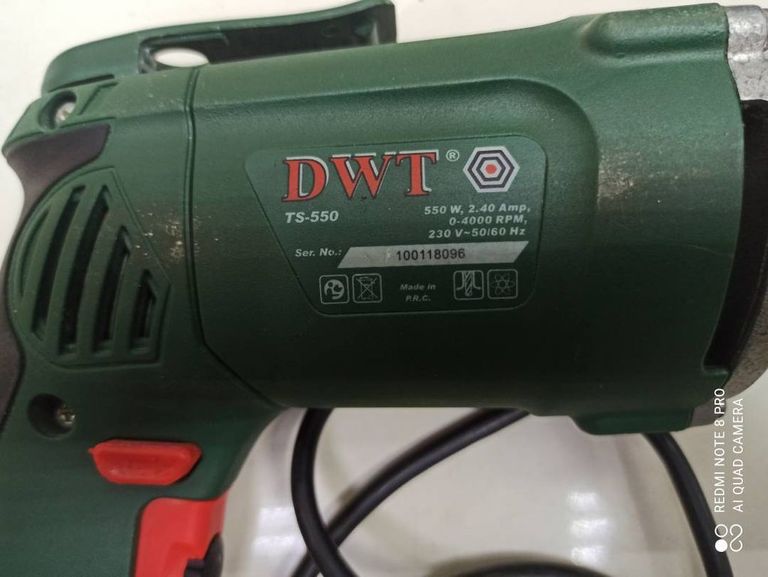 DWT ®
TS-550
550 W, 2.40 Amp,
0-4000 RPM,
230 V~50/60 Hz
Ser. No.: 100118096
Made in
P.R.C.
REDMI NOTE 8 PRO
AI QUAD CAMERA